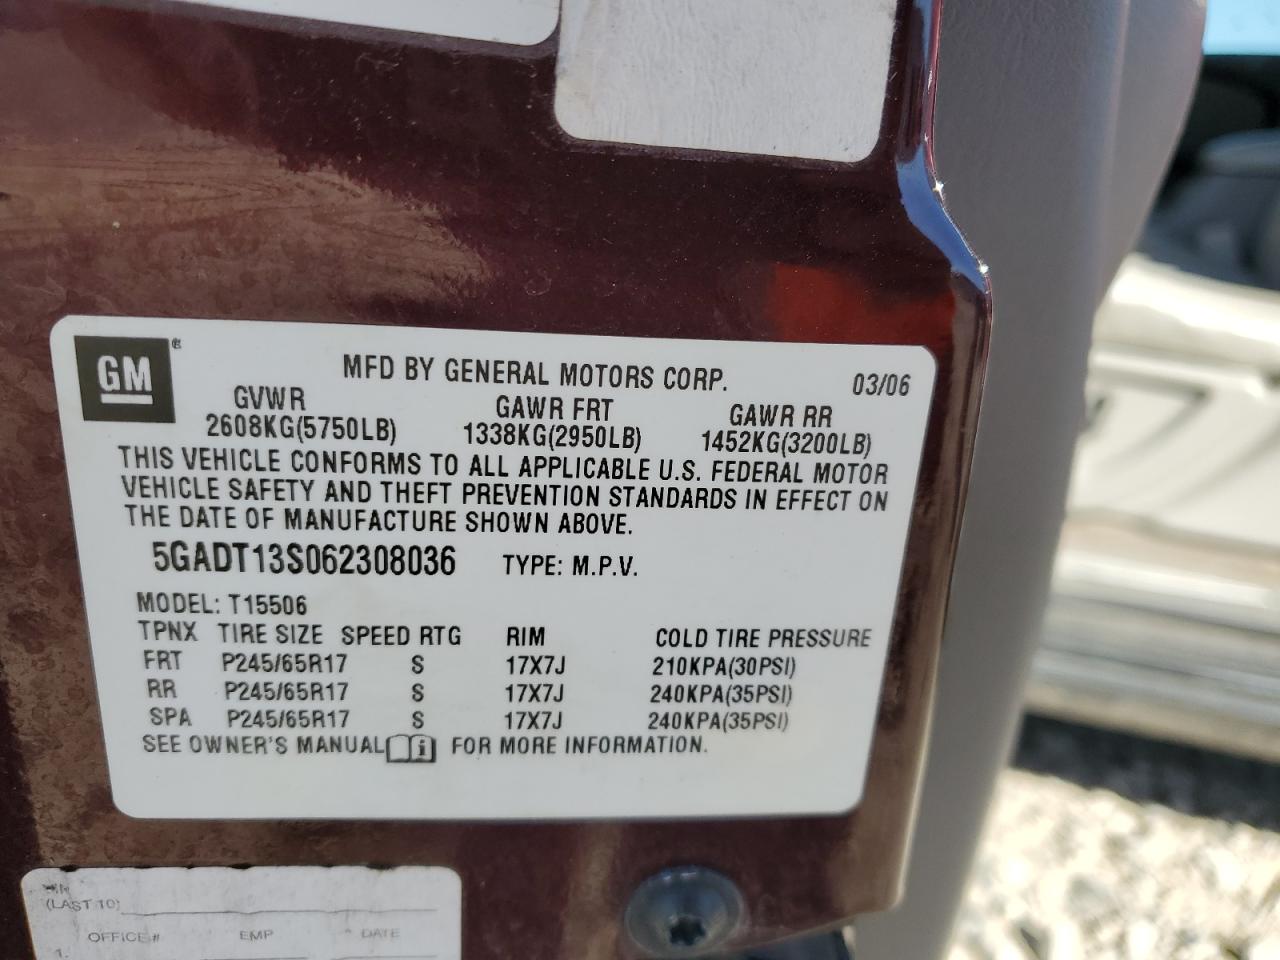 GM
MFD BY GENERAL MOTORS CORP. 03/06
GVWR GAWR FRT GAWR RR
2608KG(5750LB) 1338KG(2950LB) 1452KG(3200LB)
THIS VEHICLE CONFORMS TO ALL APPLICABLE U.S. FEDERAL MOTOR
VEHICLE SAFETY AND THEFT PREVENTION STANDARDS IN EFFECT ON
THE DATE OF MANUFACTURE SHOWN ABOVE.
5GADT13S062308036 TYPE: M.P.V.
MODEL: T15506
TPNX TIRE SIZE SPEED RTG RIM COLD TIRE PRESSURE
FRT P245/65R17 S 17X7J 210KPA(30PSI)
RR P245/65R17 S 17X7J 240KPA(35PSI)
SPA P245/65R17 S 17X7J 240KPA(35PSI)
SEE OWNER'S MANUAL FOR MORE INFORMATION.
VIN
(LAST 10)
OFFICE# EMP DATE
1.